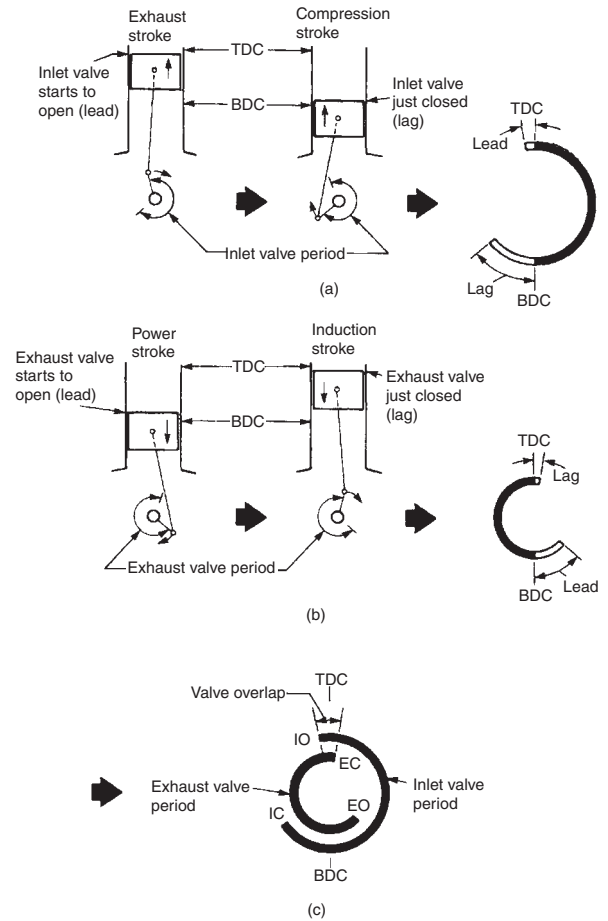 Exhaust
stroke
Compression
stroke
TDC
Inlet valve
starts to
open (lead)
BDC
Inlet valve
just closed
(lag)
TDC
Lead
Inlet valve period
Lag
BDC
(a)
Power
stroke
Induction
stroke
Exhaust valve
starts to
open (lead)
TDC
Exhaust valve
just closed
(lag)
BDC
TDC
Lag
Exhaust valve period
Lead
BDC
(b)
TDC
Valve overlap
IO
EC
Exhaust valve
period
Inlet valve
period
IC
EO
BDC
(c)